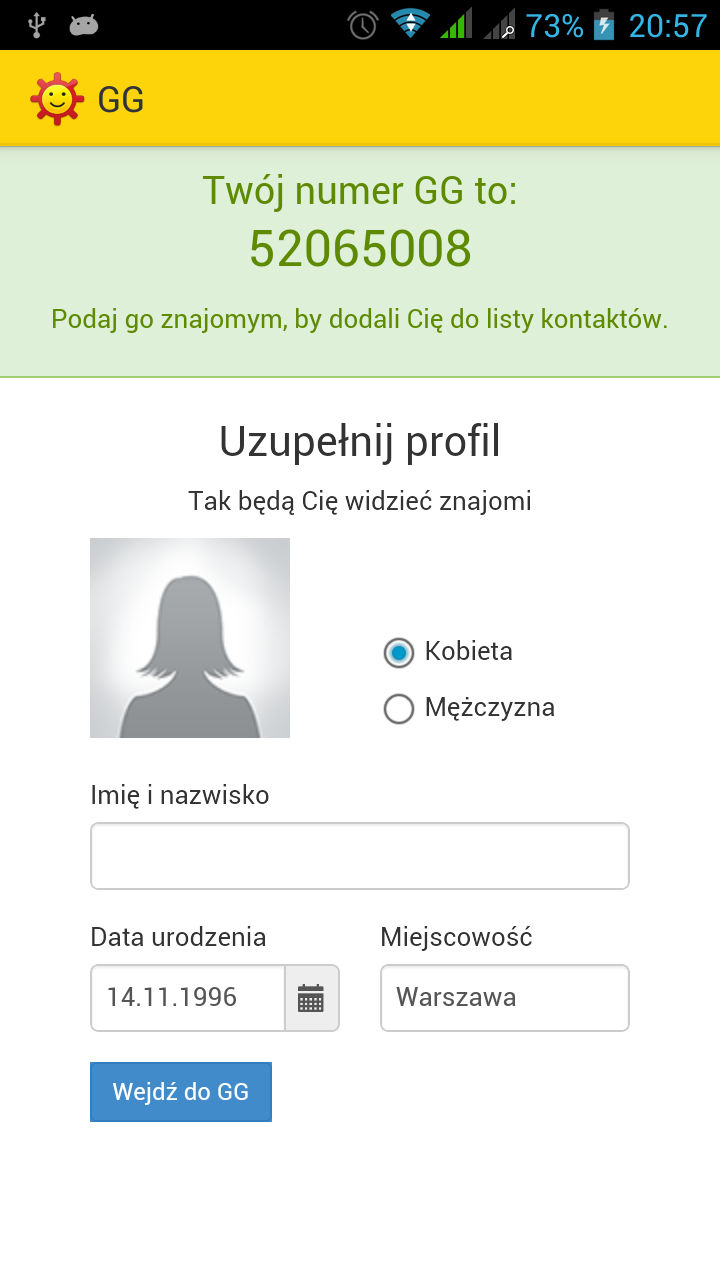 73% 20:57
GG
Twój numer GG to:
52065008
Podaj go znajomym, by dodali Cię do listy kontaktów.
Uzupełnij profil
Tak będą Cię widzieć znajomi
Kobieta
Mężczyzna
Imię i nazwisko
Data urodzenia Miejscowość
14.11.1996 Warszawa
Wejdź do GG